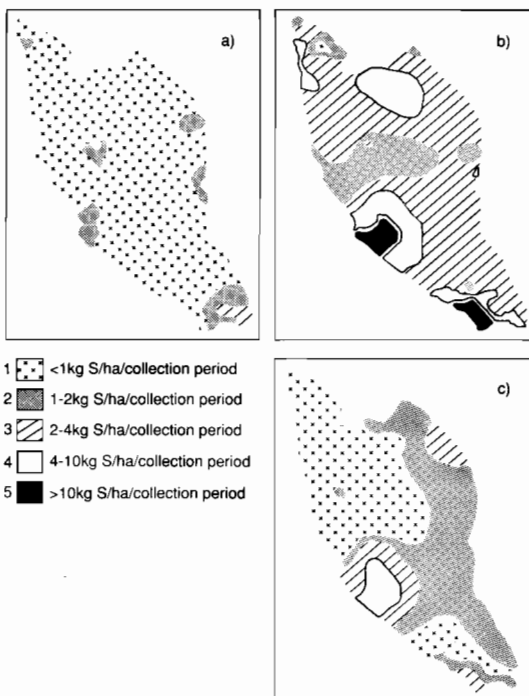 a)
b)
1 <1kg S/ha/collection period
2 1-2kg S/ha/collection period
3 2-4kg S/ha/collection period
4 4-10kg S/ha/collection period
5 >10kg S/ha/collection period
c)